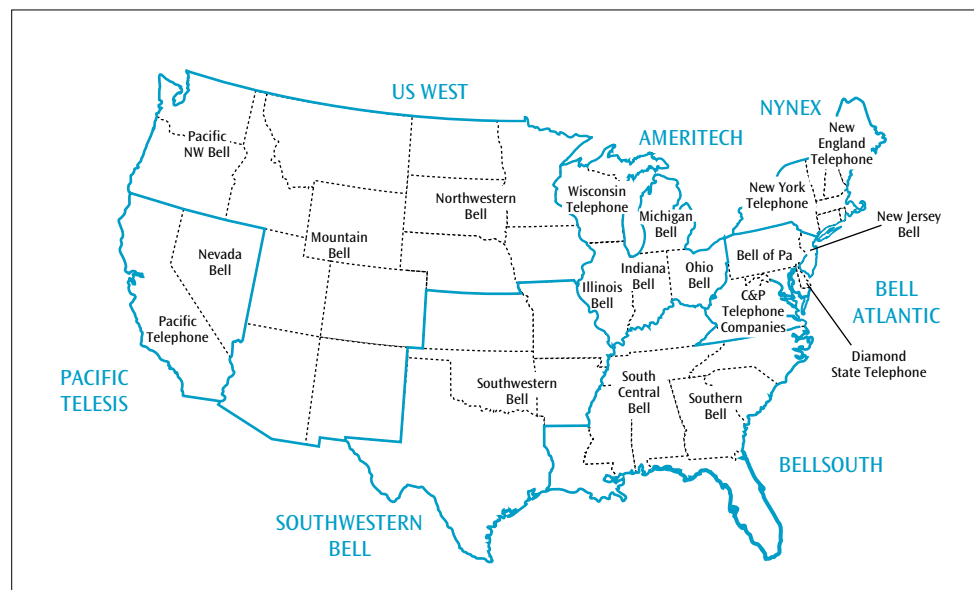 US WEST
NYNEX
AMERITECH
New
England
Telephone
Pacific
NW Bell
Northwestern
Bell
Wisconsin
Telephone
New York
Telephone
Michigan
Bell
New Jersey
Bell
Nevada
Bell
Mountain
Bell
Bell of Pa
Indiana
Bell
Ohio
Bell
Illinois
Bell
C&P
Telephone
Companies
BELL
ATLANTIC
Pacific
Telephone
Diamond
State Telephone
PACIFIC
TELESIS
Southwestern
Bell
South
Central
Bell
Southern
Bell
BELLSOUTH
SOUTHWESTERN
BELL